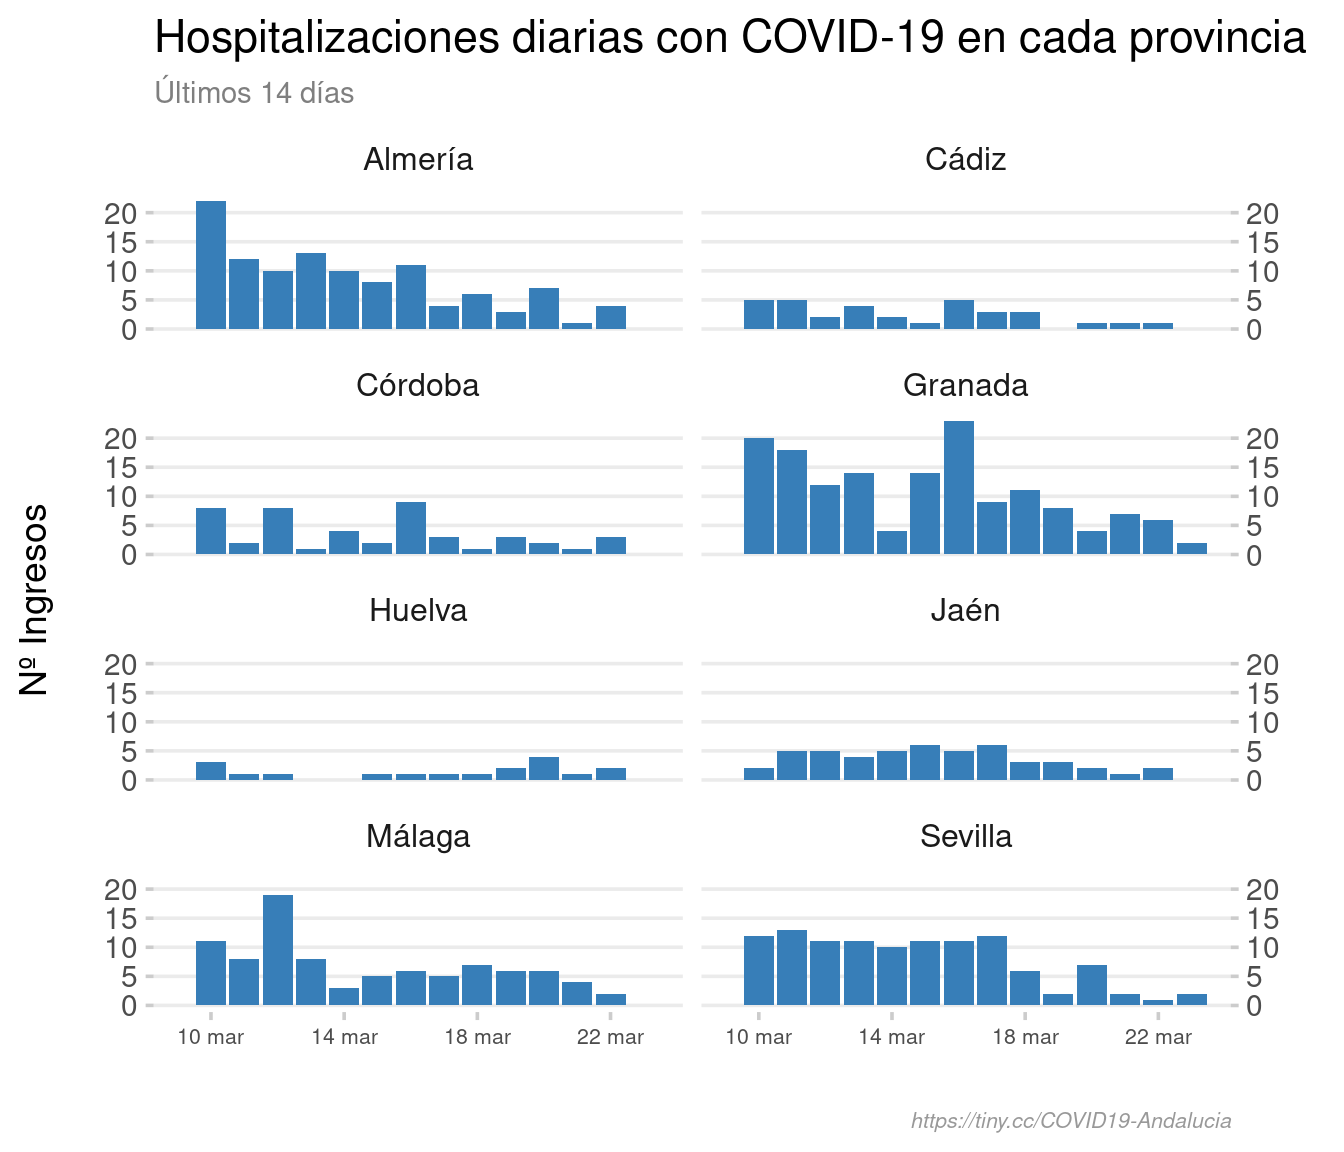 Hospitalizaciones diarias con COVID-19 en cada provincia
Últimos 14 días
Almería
Cádiz
20
15
10
5
0
20
15
10
5
0
Córdoba
Granada
20
15
10
5
0
20
15
10
5
0
Nº Ingresos
Huelva
Jaén
20
15
10
5
0
20
15
10
5
0
Málaga
Sevilla
20
15
10
5
0
20
15
10
5
0
10 mar 14 mar 18 mar 22 mar
10 mar 14 mar 18 mar 22 mar
https://tiny.cc/COVID19-Andalucia